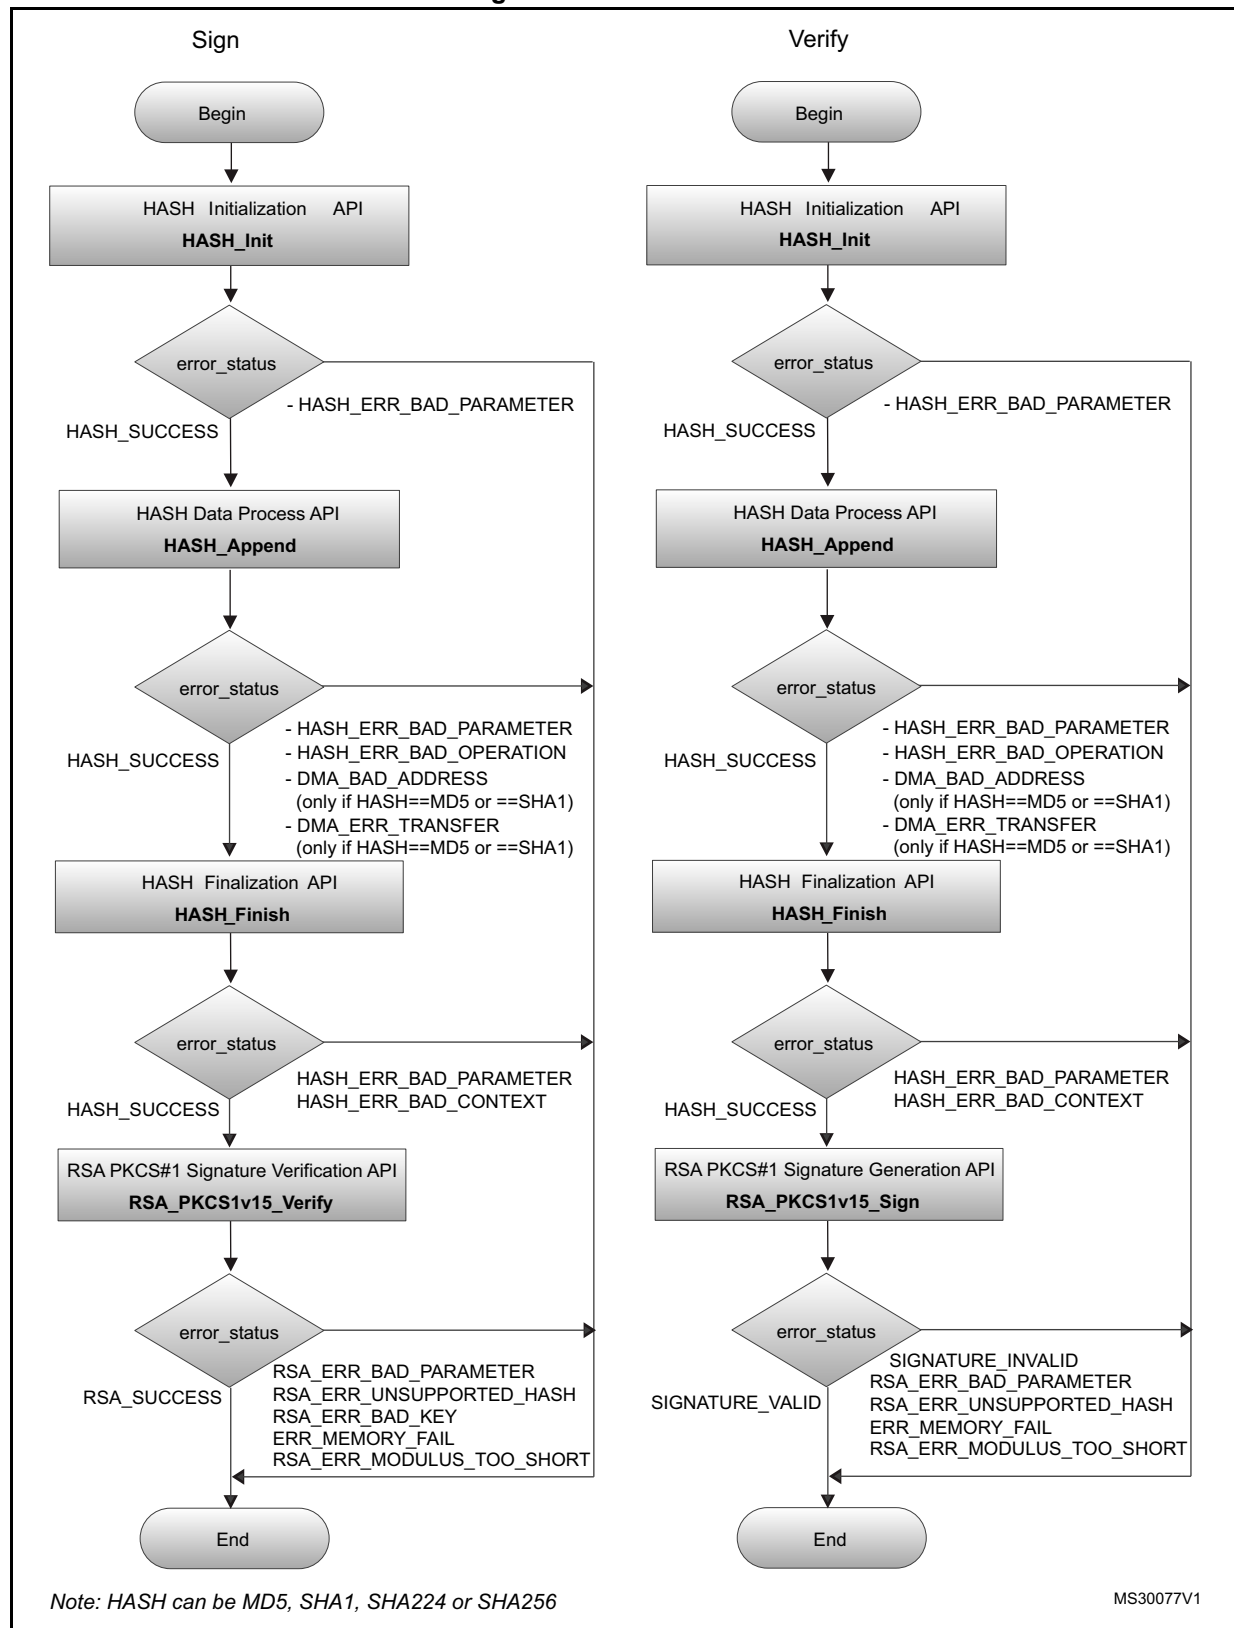 Sign
Begin
HASH Initialization API
HASH_Init
error_status
- HASH_ERR_BAD_PARAMETER
HASH_SUCCESS
HASH Data Process API
HASH_Append
error_status
- HASH_ERR_BAD_PARAMETER
HASH_SUCCESS
- HASH_ERR_BAD_OPERATION
- DMA_BAD_ADDRESS
(only if HASH==MD5 or ==SHA1)
- DMA_ERR_TRANSFER
(only if HASH==MD5 or ==SHA1)
HASH Finalization API
HASH_Finish
error_status
HASH_ERR_BAD_PARAMETER
HASH_ERR_BAD_CONTEXT
HASH_SUCCESS
RSA PKCS#1 Signature Verification API
RSA_PKCS1v15_Verify
error_status
RSA_ERR_BAD_PARAMETER
RSA_SUCCESS
RSA_ERR_UNSUPPORTED_HASH
RSA_ERR_BAD_KEY
ERR_MEMORY_FAIL
RSA_ERR_MODULUS_TOO_SHORT
End
Verify
Begin
HASH Initialization API
HASH_Init
error_status
- HASH_ERR_BAD_PARAMETER
HASH_SUCCESS
HASH Data Process API
HASH_Append
error_status
- HASH_ERR_BAD_PARAMETER
HASH_SUCCESS
- HASH_ERR_BAD_OPERATION
- DMA_BAD_ADDRESS
(only if HASH==MD5 or ==SHA1)
- DMA_ERR_TRANSFER
(only if HASH==MD5 or ==SHA1)
HASH Finalization API
HASH_Finish
error_status
HASH_ERR_BAD_PARAMETER
HASH_ERR_BAD_CONTEXT
HASH_SUCCESS
RSA PKCS#1 Signature Generation API
RSA_PKCS1v15_Sign
error_status
SIGNATURE_INVALID
RSA_ERR_BAD_PARAMETER
SIGNATURE_VALID
RSA_ERR_UNSUPPORTED_HASH
ERR_MEMORY_FAIL
RSA_ERR_MODULUS_TOO_SHORT
End
Note: HASH can be MD5, SHA1, SHA224 or SHA256
MS30077V1